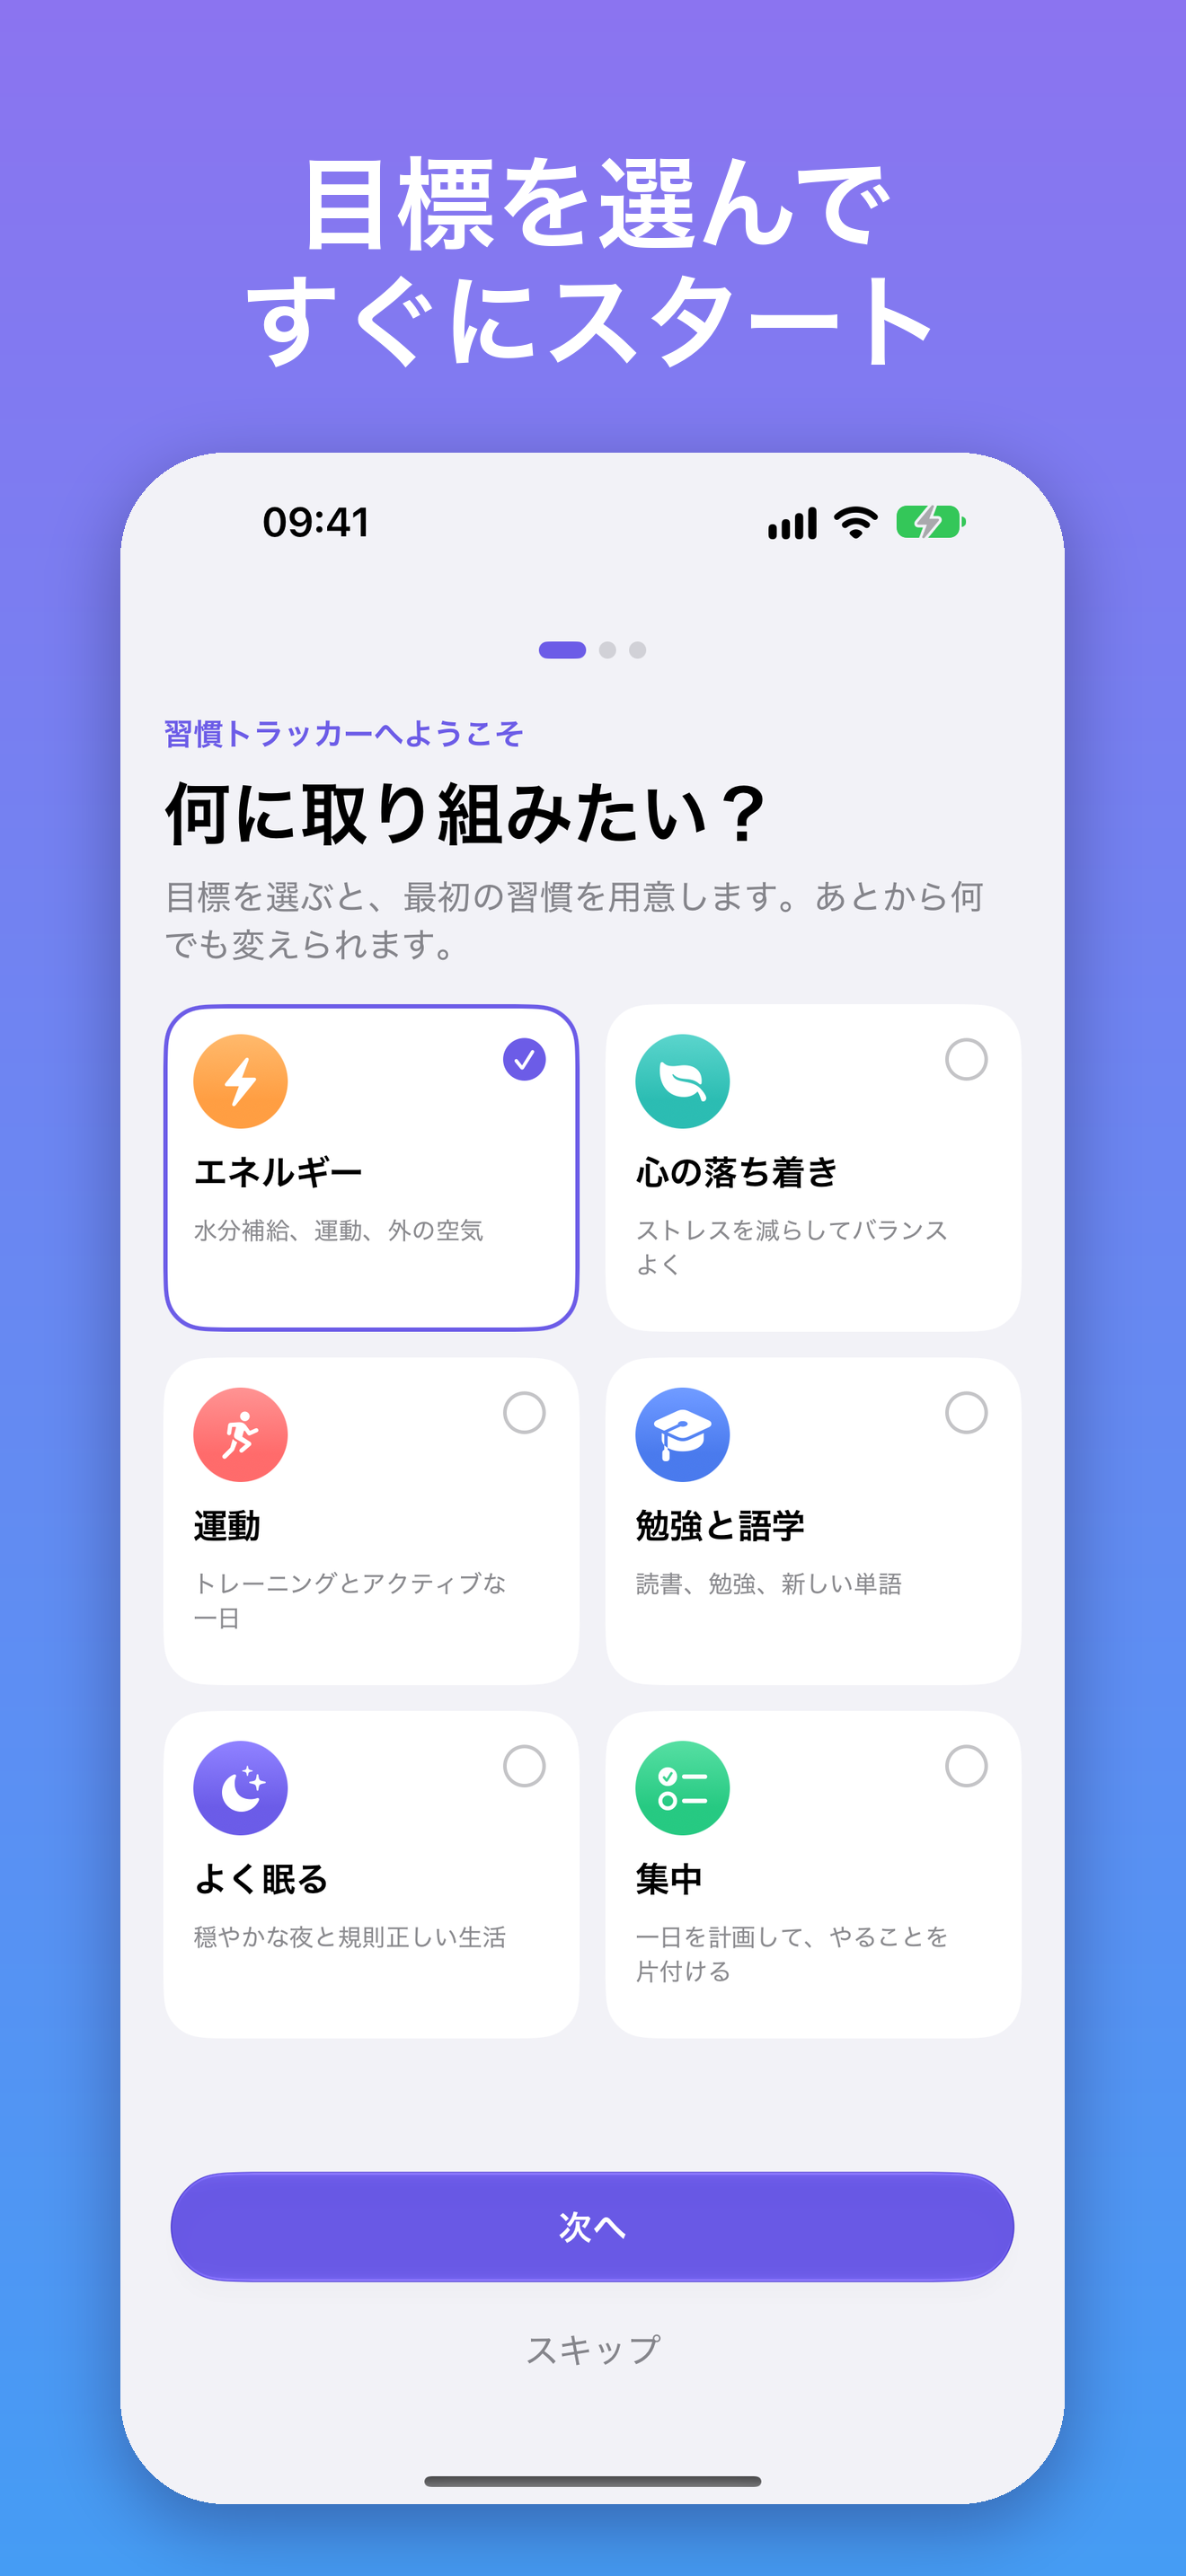 目標を選んで
すぐにスタート
09:41
習慣トラッカーへようこそ
何に取り組みたい？
目標を選ぶと、最初の習慣を用意します。あとから何
でも変えられます。
エネルギー
水分補給、運動、外の空気
心の落ち着き
ストレスを減らしてバランス
よく
運動
トレーニングとアクティブな
一日
勉強と語学
読書、勉強、新しい単語
よく眠る
穏やかな夜と規則正しい生活
集中
一日を計画して、やることを
片付ける
次へ
スキップ